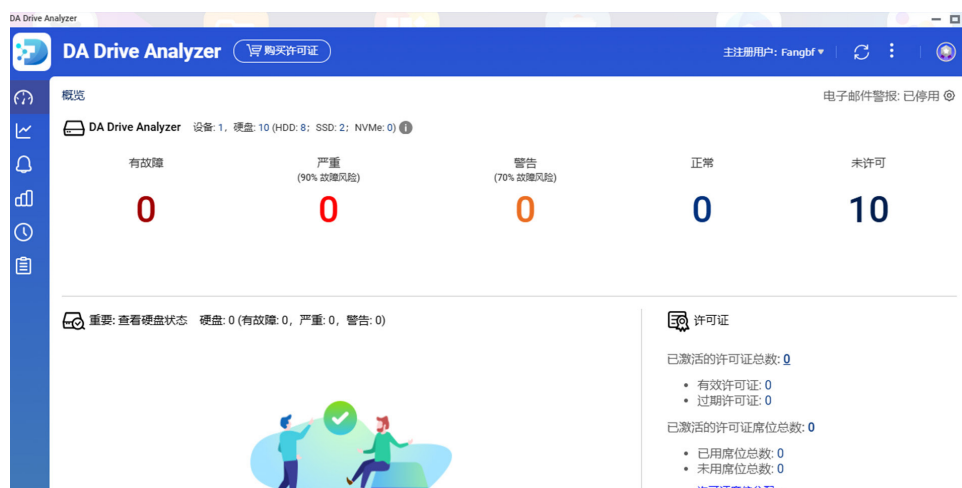 DA Drive Analyzer
DA Drive Analyzer 购买许可证 主注册用户: Fangbf
概览 电子邮件警报: 已停用
DA Drive Analyzer 设备: 1, 硬盘: 10 (HDD: 8; SSD: 2; NVMe: 0)
有故障 严重 警告 正常 未许可
(90% 故障风险) (70% 故障风险)
0 0 0 0 10
重要: 查看硬盘状态 硬盘: 0 (有故障: 0, 严重: 0, 警告: 0)
许可证
已激活的许可证总数: 0
• 有效许可证: 0
• 过期许可证: 0
已激活的许可证席位总数: 0
• 已用席位总数: 0
• 未用席位总数: 0